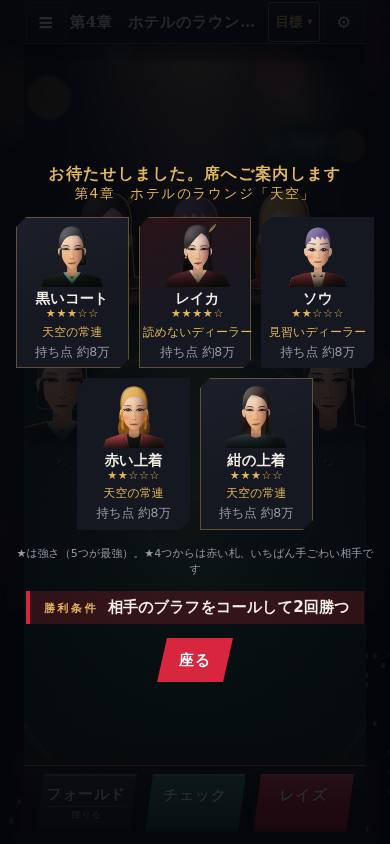 ☰ 第4章 ホテルのラウン… 目標 ▾ ⚙
お待たせしました。席へご案内します
第4章 ホテルのラウンジ「天空」
黒いコート
★★★☆☆
天空の常連
持ち点 約8万
レイカ
★★★★☆
読めないディーラー
持ち点 約8万
ソウ
★★☆☆☆
見習いディーラー
持ち点 約8万
赤い上着
★★☆☆☆
天空の常連
持ち点 約8万
紺の上着
★★★☆☆
天空の常連
持ち点 約8万
★は強さ（5つが最強）。★4つからは赤い札、いちばん手ごわい相手で
す
勝利条件 相手のブラフをコールして2回勝つ
座る
フォールド
降りる
チェック
レイズ